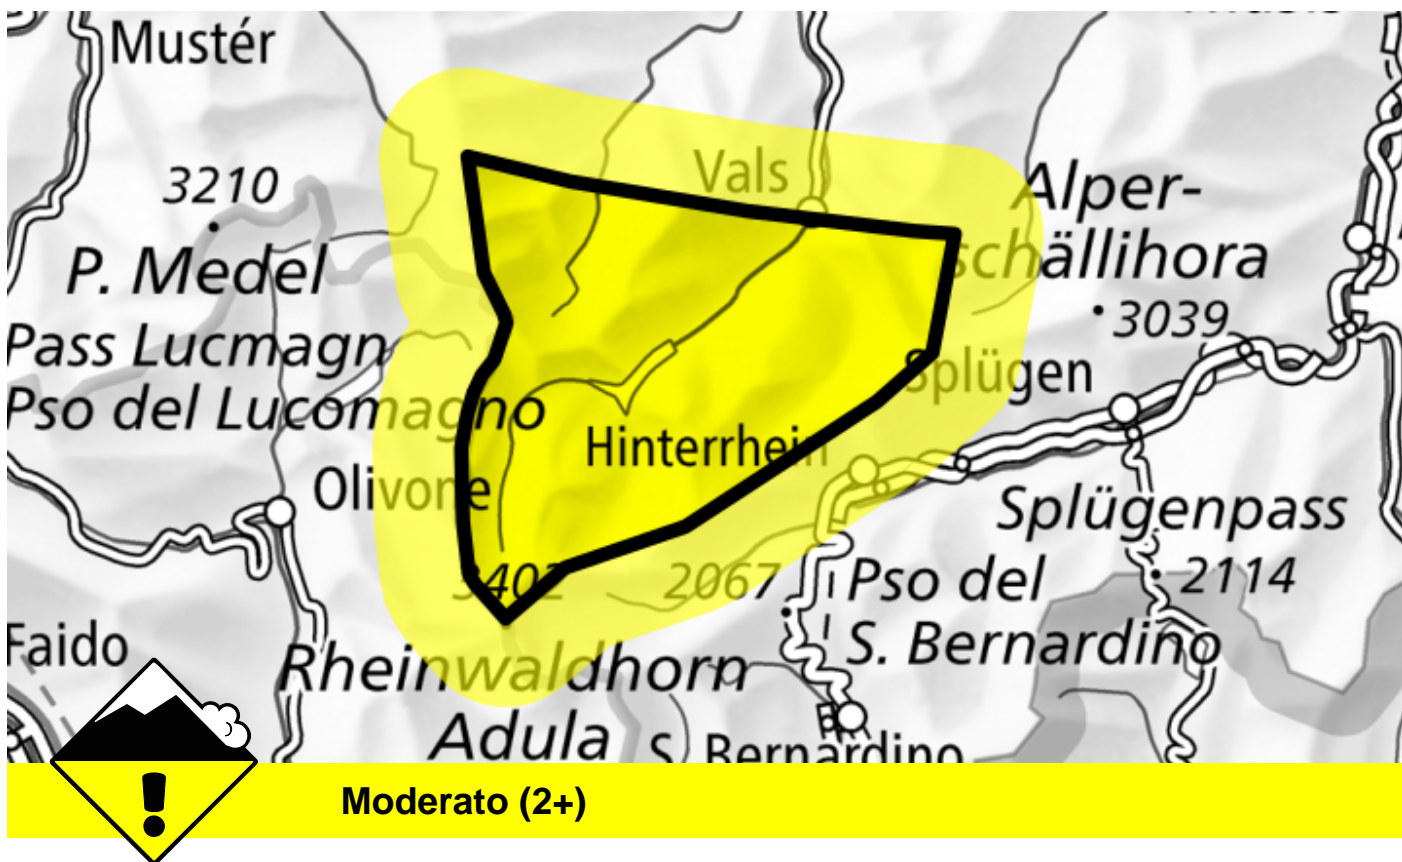 Mustér
3210
P. Medel
Vals
Alper-
schällihora
3039
Pass Lucmagn
Pso del Lucomagno
Splügen
Hinterrhein
Olivone
Splügenpass
2114
3402
2067
Pso del
S. Bernardino
Faido
Rheinwaldhorn
Adula
S. Bernardino
Moderato (2+)